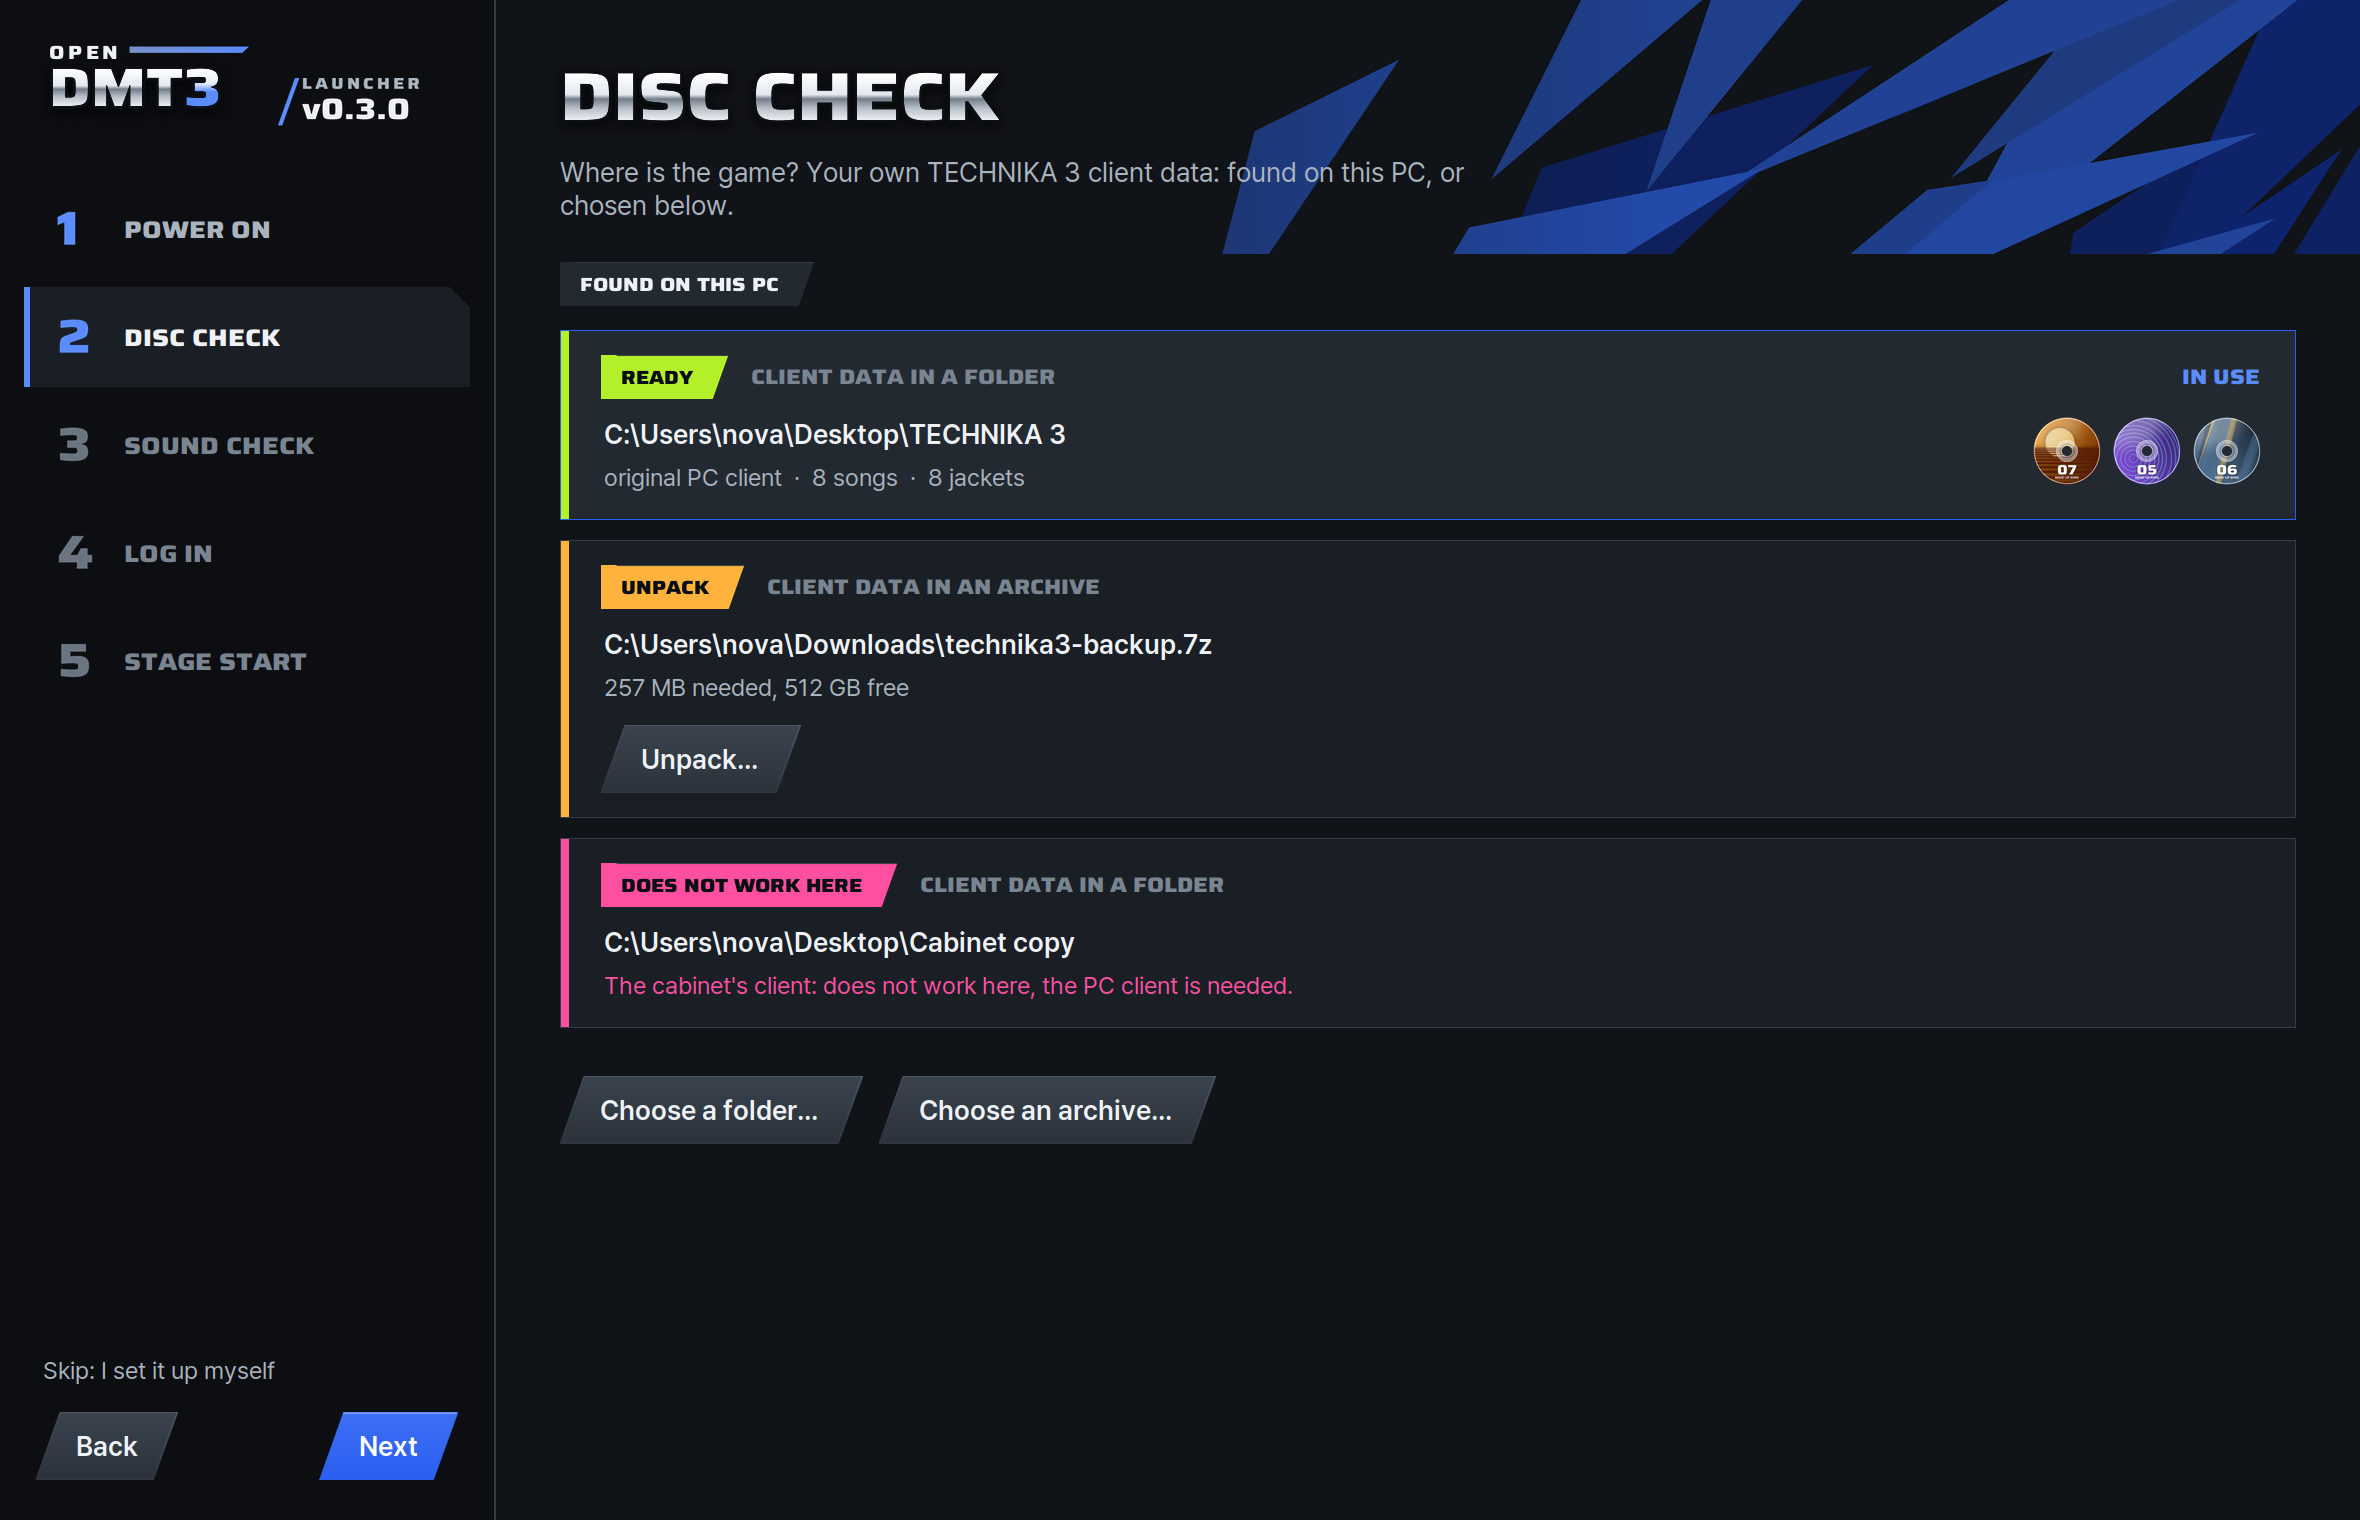 OPEN
DMT3
LAUNCHER
v0.3.0
1 POWER ON
2 DISC CHECK
3 SOUND CHECK
4 LOG IN
5 STAGE START
Skip: I set it up myself
Back
Next
DISC CHECK
Where is the game? Your own TECHNIKA 3 client data: found on this PC, or
chosen below.
FOUND ON THIS PC
READY CLIENT DATA IN A FOLDER IN USE
C:\Users\nova\Desktop\TECHNIKA 3
original PC client · 8 songs · 8 jackets
07 05 06
UNPACK CLIENT DATA IN AN ARCHIVE
C:\Users\nova\Downloads\technika3-backup.7z
257 MB needed, 512 GB free
Unpack...
DOES NOT WORK HERE CLIENT DATA IN A FOLDER
C:\Users\nova\Desktop\Cabinet copy
The cabinet's client: does not work here, the PC client is needed.
Choose a folder... Choose an archive...